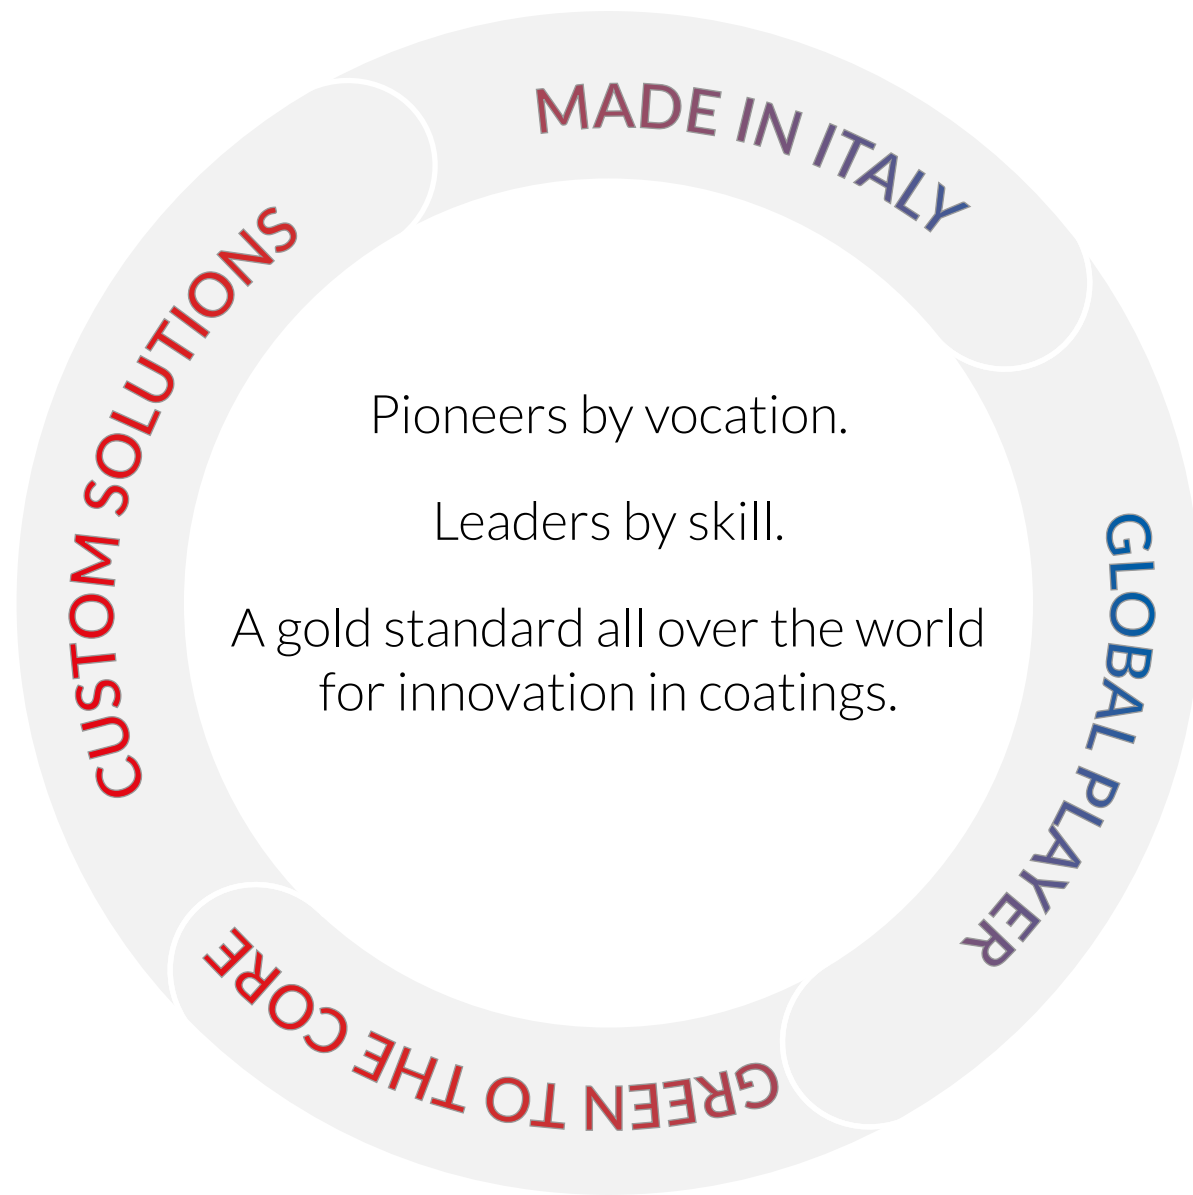 MADE IN ITALY
GLOBAL PLAYER
GREEN TO THE CORE
CUSTOM SOLUTIONS
Pioneers by vocation.
Leaders by skill.
A gold standard all over the world
for innovation in coatings.